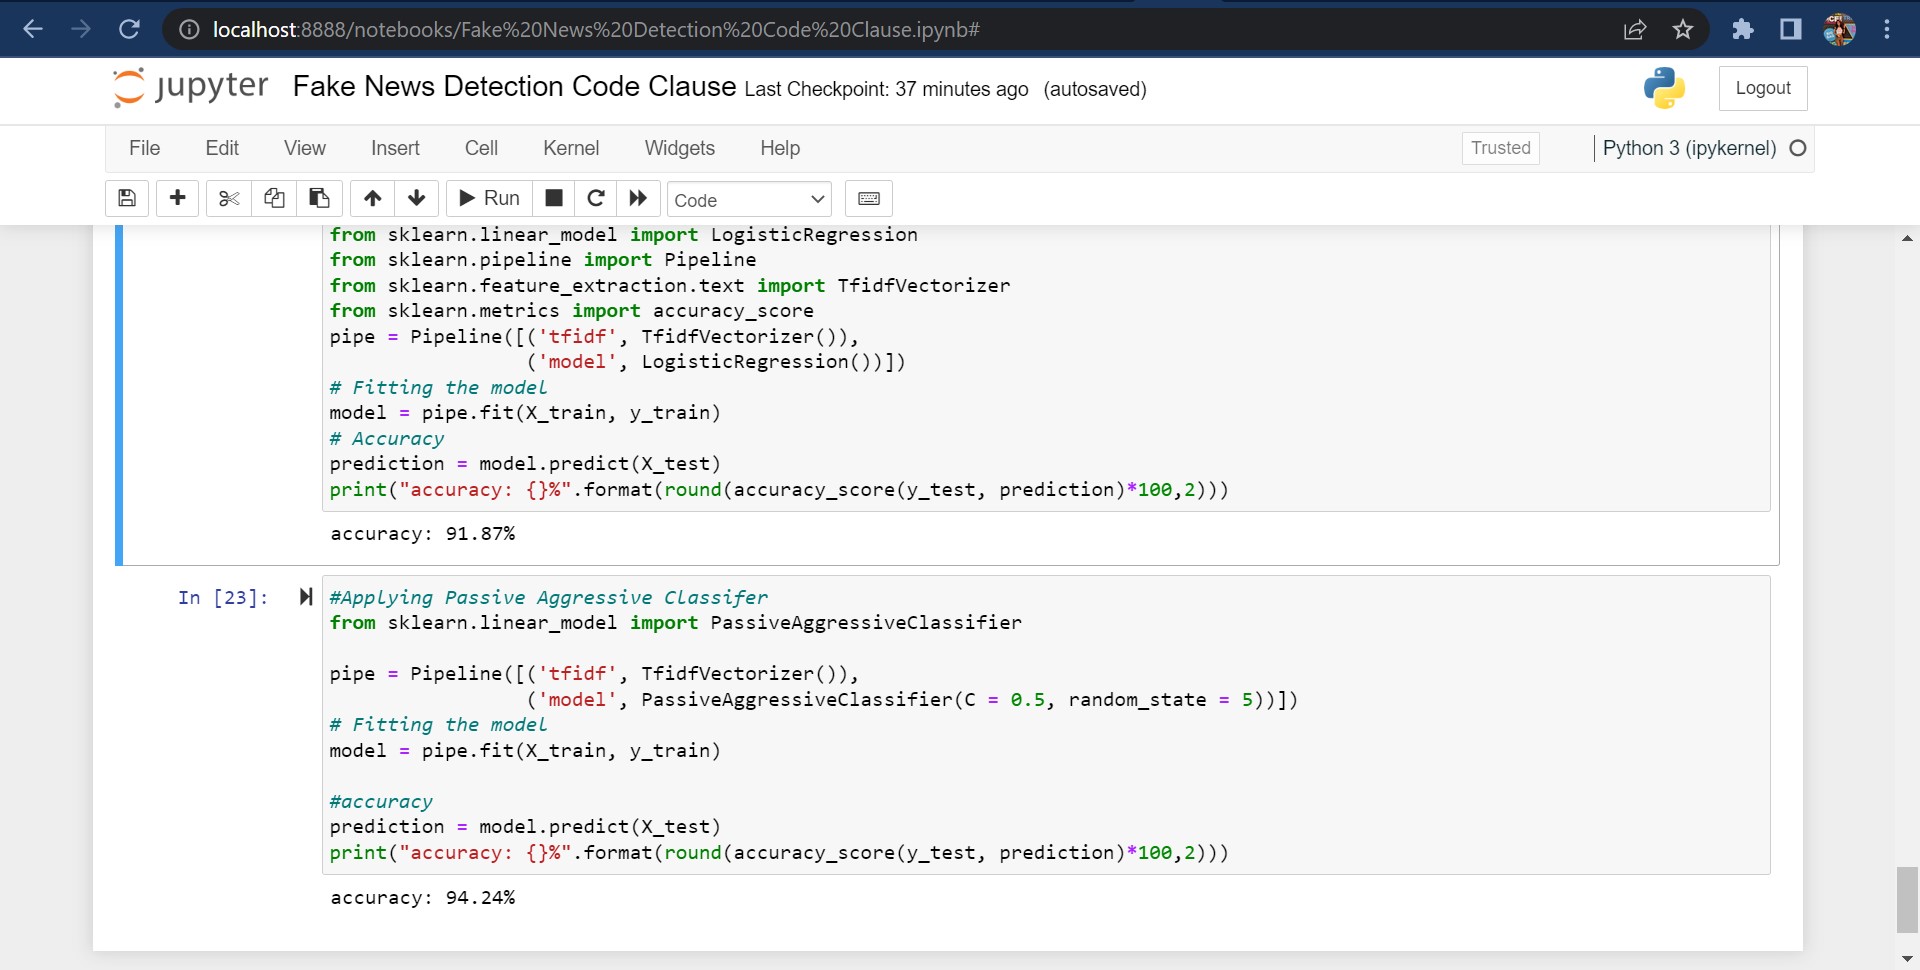 localhost:8888/notebooks/Fake%20News%20Detection%20Code%20Clause.ipynb#
jupyter Fake News Detection Code Clause Last Checkpoint: 37 minutes ago (autosaved)
Logout
File Edit View Insert Cell Kernel Widgets Help
Trusted
Python 3 (ipykernel)
Run
Code
from sklearn.linear_model import LogisticRegression
from sklearn.pipeline import Pipeline
from sklearn.feature_extraction.text import TfidfVectorizer
from sklearn.metrics import accuracy_score
pipe = Pipeline([('tfidf', TfidfVectorizer()),
                 ('model', LogisticRegression())])
# Fitting the model
model = pipe.fit(X_train, y_train)
# Accuracy
prediction = model.predict(X_test)
print("accuracy: {}%".format(round(accuracy_score(y_test, prediction)*100,2)))
accuracy: 91.87%
In [23]:
#Applying Passive Aggressive Classifer
from sklearn.linear_model import PassiveAggressiveClassifier
pipe = Pipeline([('tfidf', TfidfVectorizer()),
                 ('model', PassiveAggressiveClassifier(C = 0.5, random_state = 5))])
# Fitting the model
model = pipe.fit(X_train, y_train)
#accuracy
prediction = model.predict(X_test)
print("accuracy: {}%".format(round(accuracy_score(y_test, prediction)*100,2)))
accuracy: 94.24%